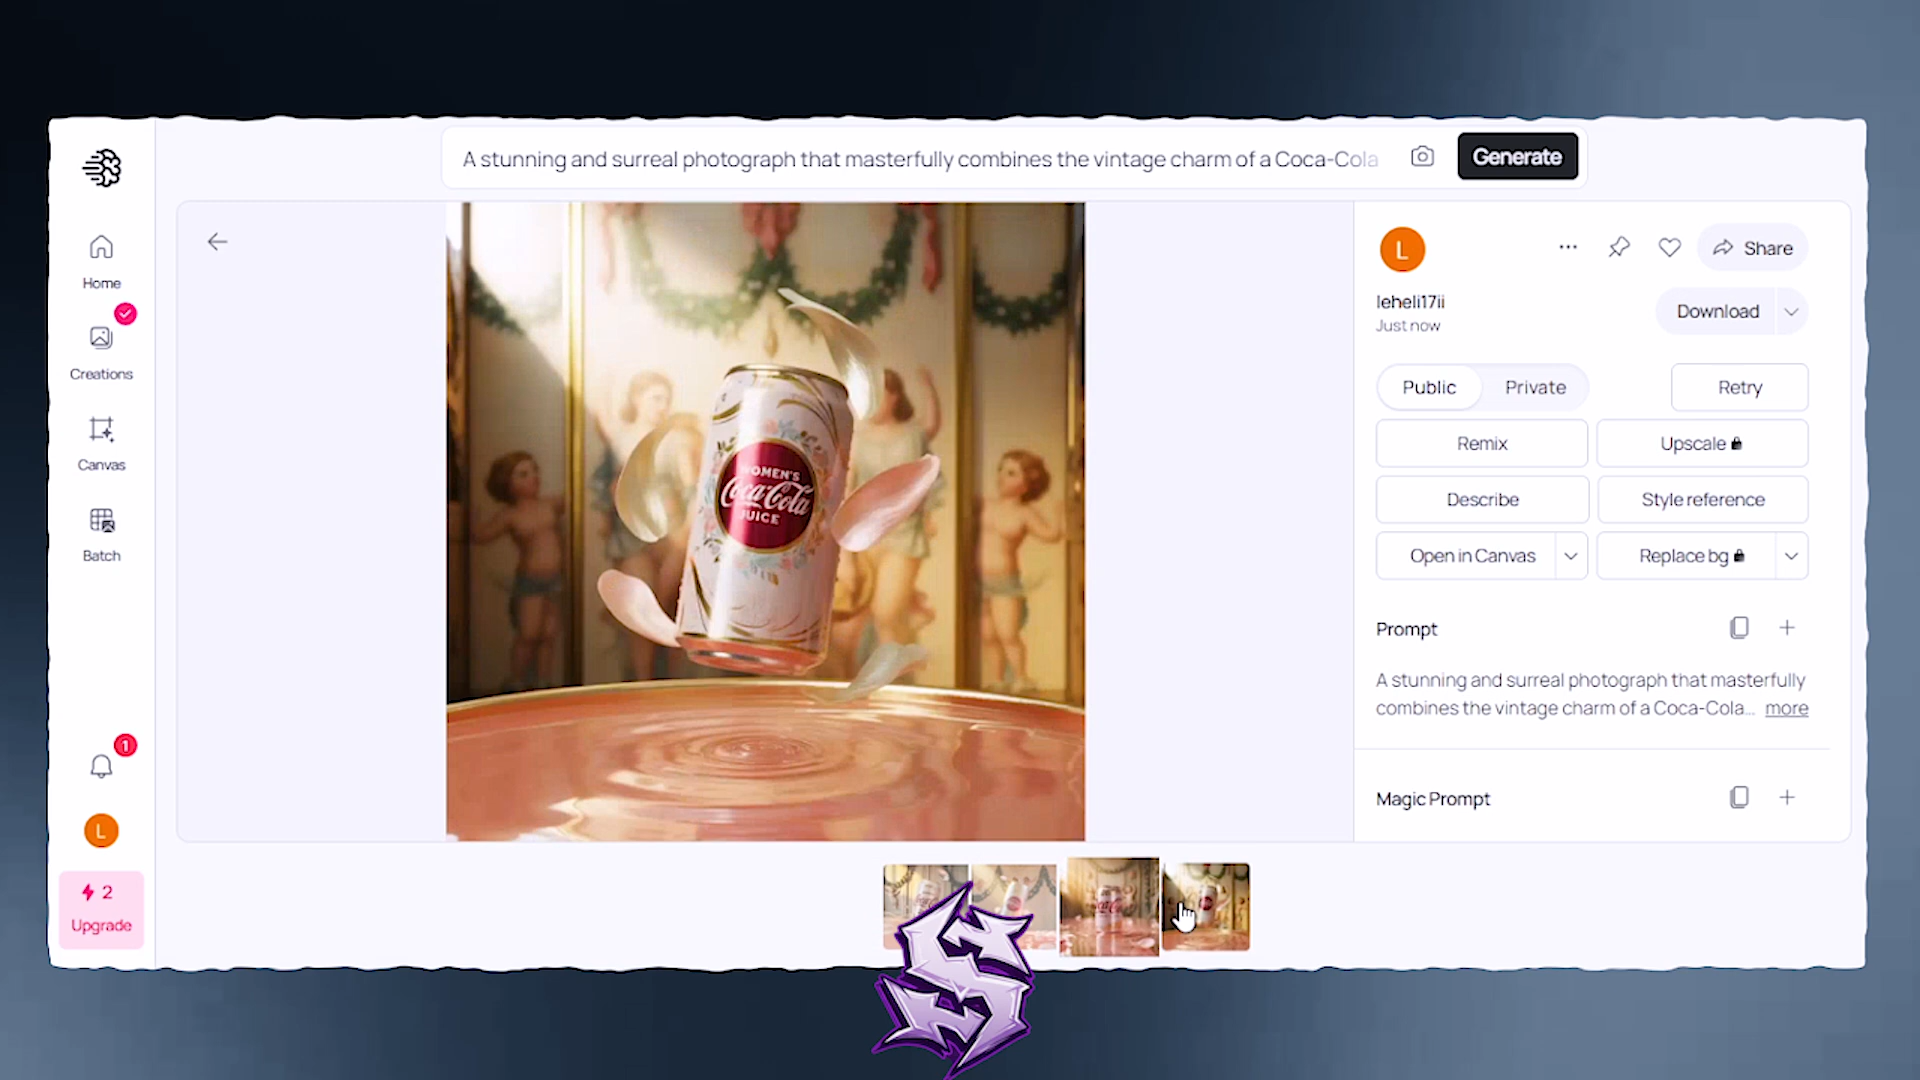 A stunning and surreal photograph that masterfully combines the vintage charm of a Coca-Cola
Generate
Home
Creations
Canvas
Batch
1
L
2
Upgrade
WOMEN'S
Coca-Cola
JUICE
L
Share
leheli17ii
Just now
Download
Public
Private
Retry
Remix
Upscale
Describe
Style reference
Open in Canvas
Replace bg
Prompt
A stunning and surreal photograph that masterfully
combines the vintage charm of a Coca-Cola... more
Magic Prompt
S